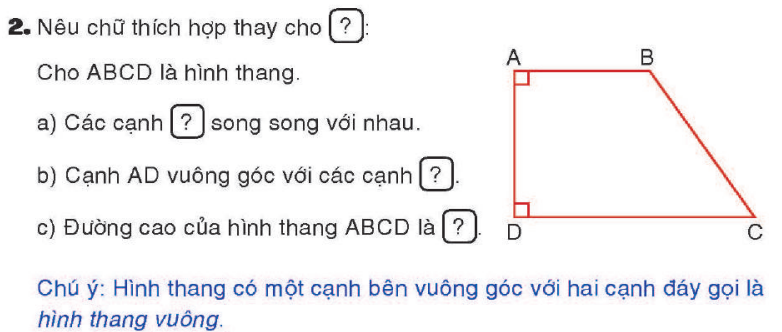 2. Nêu chữ thích hợp thay cho ?:
Cho ABCD là hình thang.
a) Các cạnh ? song song với nhau.
b) Cạnh AD vuông góc với các cạnh ?.
c) Đường cao của hình thang ABCD là ?.
A B
D C
Chú ý: Hình thang có một cạnh bên vuông góc với hai cạnh đáy gọi là
hình thang vuông.